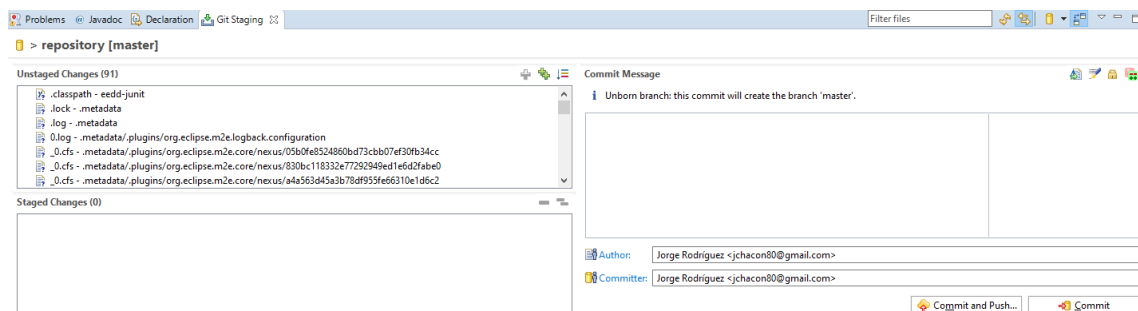 Problems @ Javadoc Declaration Git Staging
Filter files
> repository [master]
Unstaged Changes (91)
.classpath - eedd-junit
.lock - .metadata
.log - .metadata
0.log - .metadata/.plugins/org.eclipse.m2e.logback.configuration
_0.cfs - .metadata/.plugins/org.eclipse.m2e.core/nexus/05b0fe8524860bd73cbb07ef30fb34cc
_0.cfs - .metadata/.plugins/org.eclipse.m2e.core/nexus/830bc118332e77292949ed1e6d2fabe0
_0.cfs - .metadata/.plugins/org.eclipse.m2e.core/nexus/a4a563d45a3b78df955fe66310e1d6c2
Staged Changes (0)
Commit Message
Unborn branch: this commit will create the branch 'master'.
Author: Jorge Rodríguez <jchacon80@gmail.com>
Committer: Jorge Rodríguez <jchacon80@gmail.com>
Commit and Push... Commit